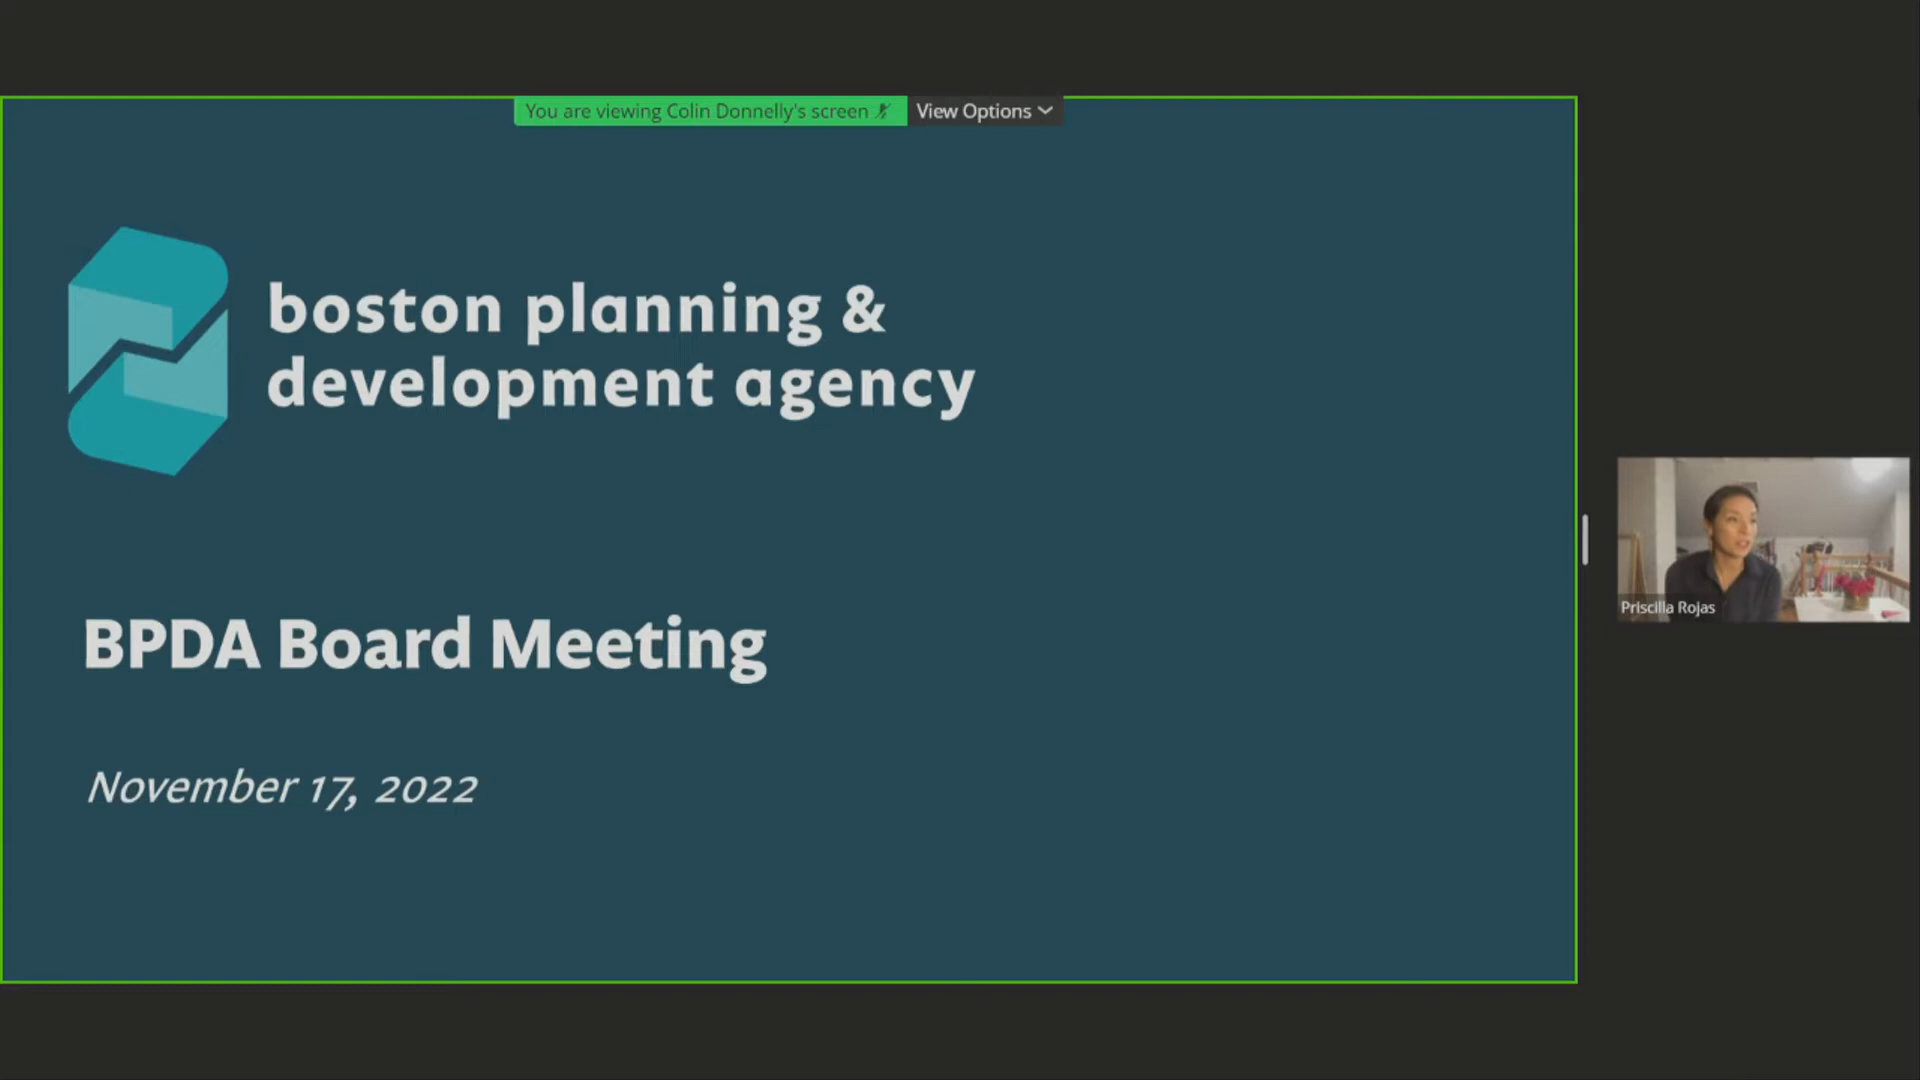 You are viewing Colin Donnelly's screen
View Options
boston planning &
development agency
BPDA Board Meeting
November 17, 2022
Priscilla Rojas